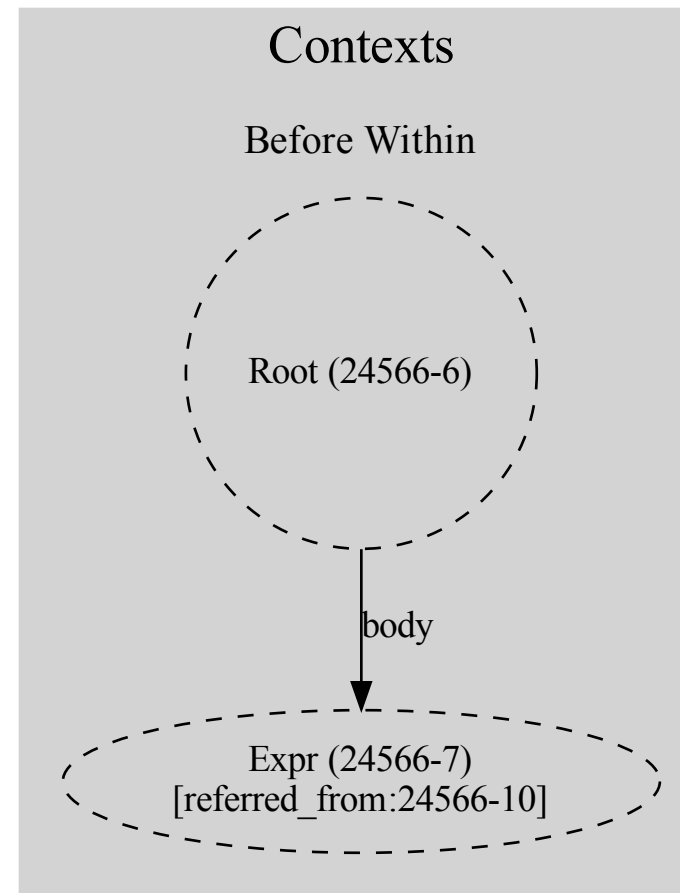 Contexts
Before Within
Root (24566-6)
body
Expr (24566-7)
[referred_from:24566-10]